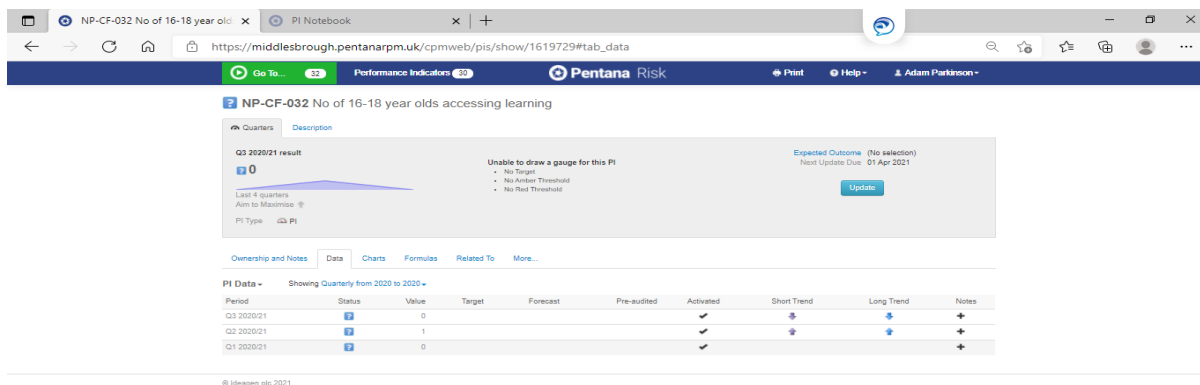 NP-CF-032 No of 16-18 year old
PI Notebook
https://middlesbrough.pentanarpm.uk/cpmweb/pis/show/1619729#tab_data
Go To... 32 Performance Indicators 30 Pentana Risk Print Help Adam Parkinson
NP-CF-032 No of 16-18 year olds accessing learning
Quarters Description
Q3 2020/21 result
0
Last 4 quarters
Aim to Maximise
PI Type PI
Unable to draw a gauge for this PI
No Target
No Amber Threshold
No Red Threshold
Expected Outcome (No selection)
Next Update Due 01 Apr 2021
Update
Ownership and Notes Data Charts Formulas Related To More...
PI Data Showing Quarterly from 2020 to 2020
Period Status Value Target Forecast Pre-audited Activated Short Trend Long Trend Notes
Q3 2020/21 ? 0
Q2 2020/21 ? 1
Q1 2020/21 ? 0
© Ideagen plc 2021